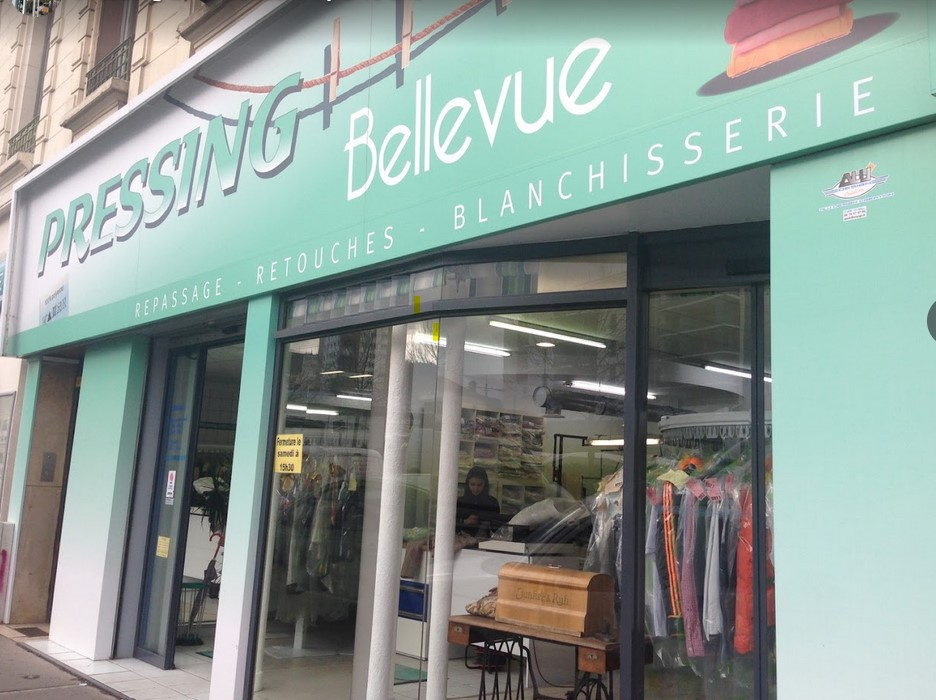 PRESSING
Bellevue
REPASSAGE - RETOUCHES - BLANCHISSERIE
Fermeture le
samedi à
15h30